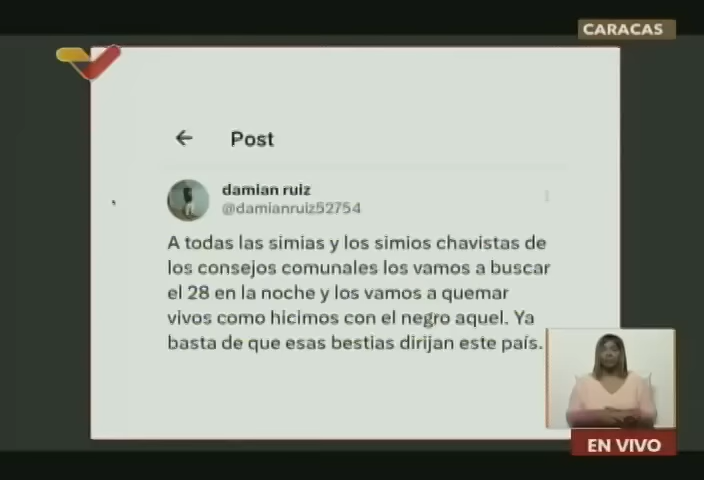 CARACAS
Post
damian ruiz
@damianruiz52754
A todas las simias y los simios chavistas de
los consejos comunales los vamos a buscar
el 28 en la noche y los vamos a quemar
vivos como hicimos con el negro aquel. Ya
basta de que esas bestias dirijan este país.
EN VIVO